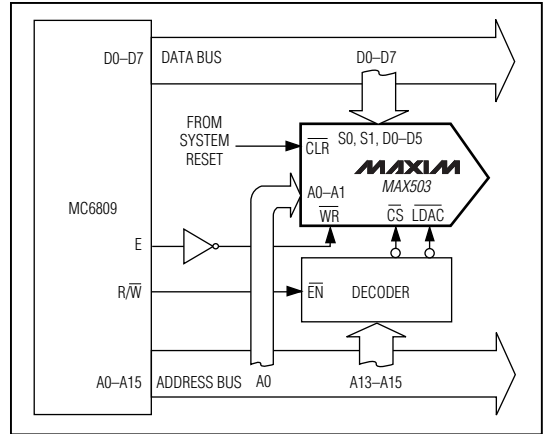 D0–D7 DATA BUS D0–D7
FROM
SYSTEM
RESET
CLR
S0, S1, D0–D5
MAXIM
MAX503
A0–A1
WR CS LDAC
MC6809
E
R/W
EN DECODER
A0–A15 ADDRESS BUS A0 A13–A15